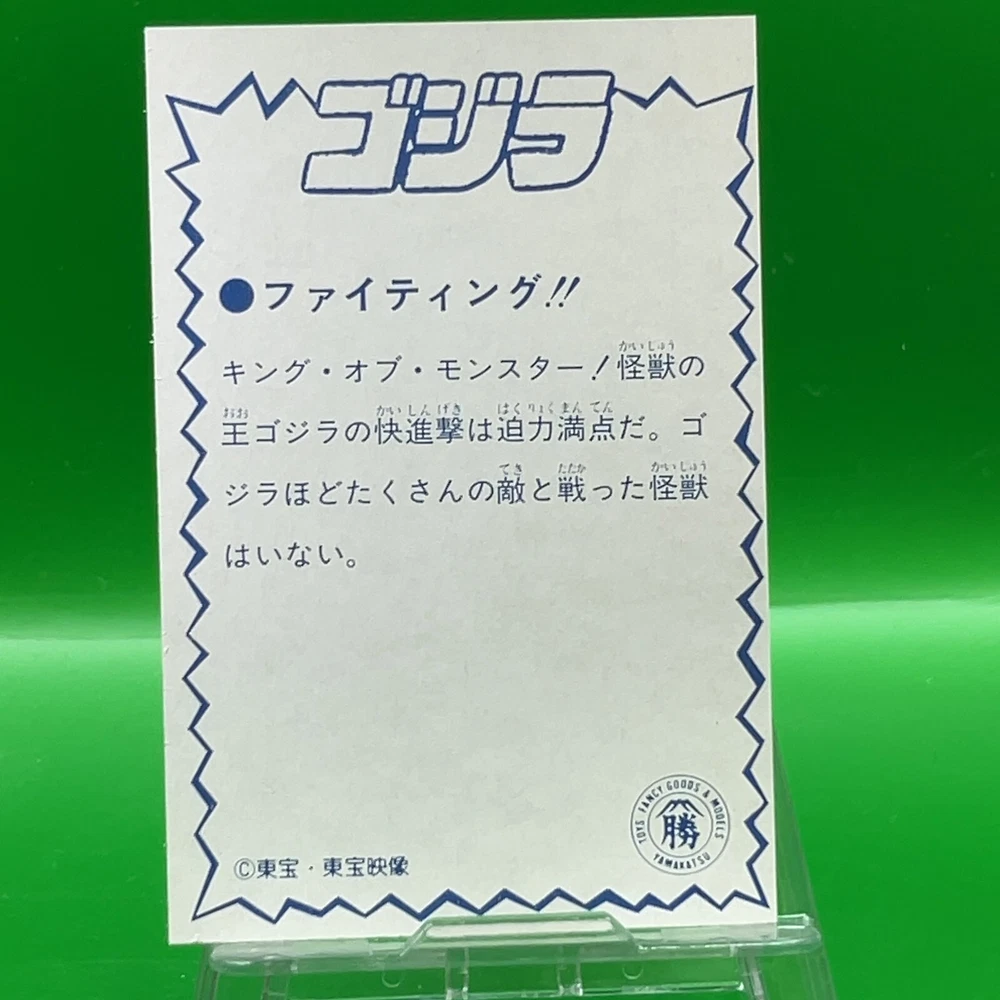 ゴジラ
●ファイティング!!
かいじゅう
キング・オブ・モンスター!怪獣の
おお かいしんげき はくりょくまんてん
王ゴジラの快進撃は迫力満点だ。ゴ
てき たたか かいじゅう
ジラほどたくさんの敵と戦った怪獣
はいない。
TOYS FANCY GOODS & MODELS
勝
YAMAKATSU
©東宝・東宝映像